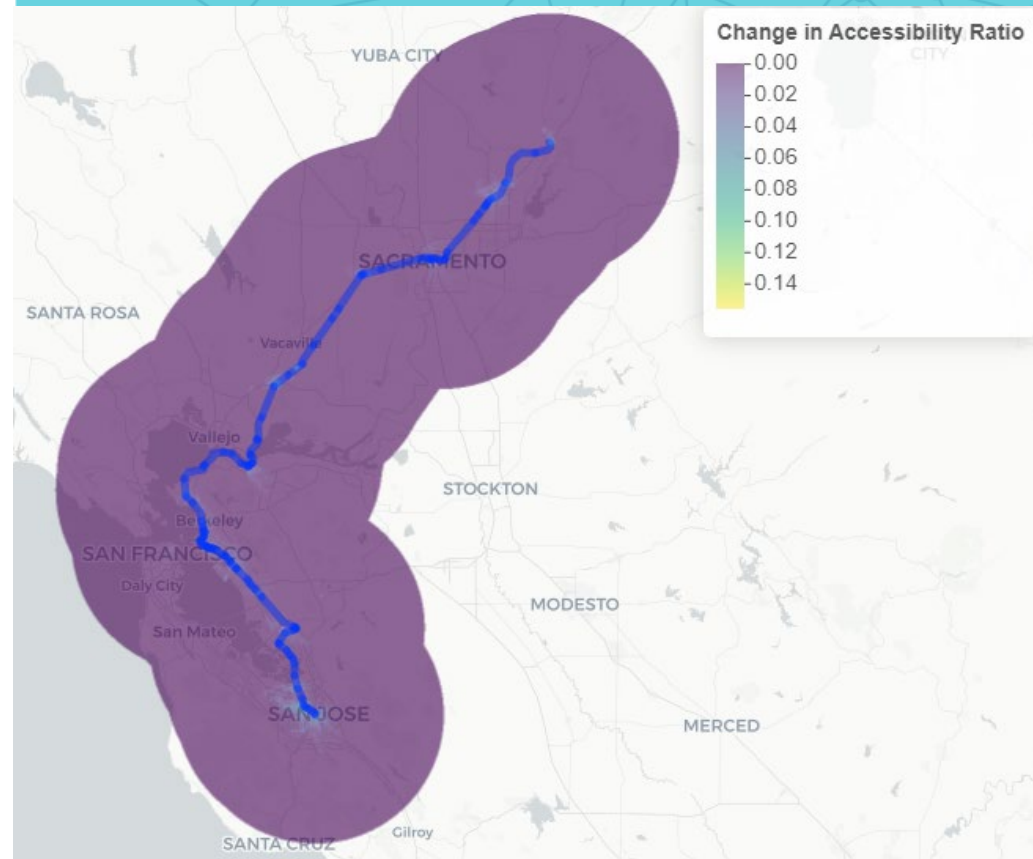 Change in Accessibility Ratio
0.00
0.02
0.04
0.06
0.08
0.10
0.12
0.14
CITY
YUBA CITY
SACRAMENTO
SANTA ROSA
Vacaville
Vallejo
STOCKTON
Berkeley
SAN FRANCISCO
Daly City
MODESTO
San Mateo
SAN JOSE
MERCED
Gilroy
SANTA CRUZ